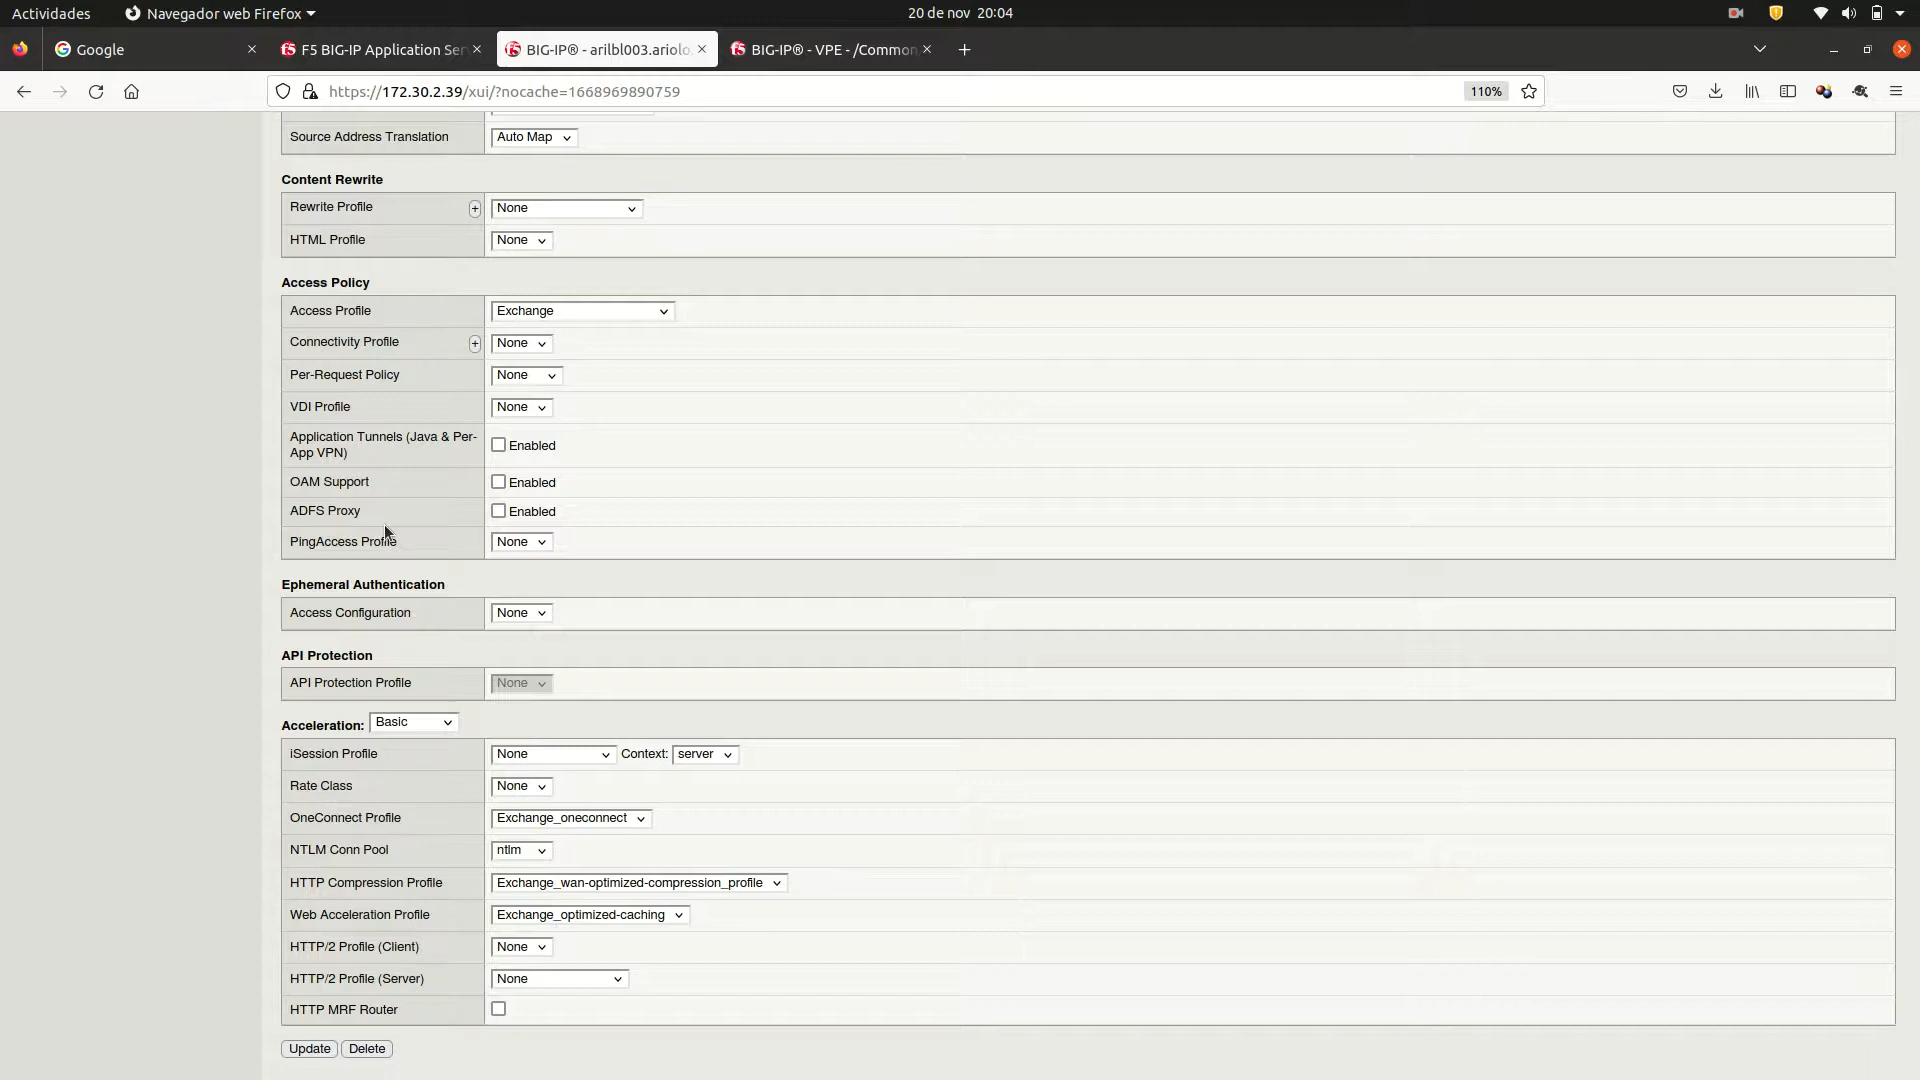 Actividades
Navegador web Firefox
20 de nov 20:04
Google
F5 BIG-IP Application Ser
BIG-IP® - arilbl003.ariolo.
BIG-IP® - VPE - /Common
https://172.30.2.39/xui/?nocache=1668969890759
110%
Source Address Translation
Auto Map
Content Rewrite
Rewrite Profile
+
None
HTML Profile
None
Access Policy
Access Profile
Exchange
Connectivity Profile
+
None
Per-Request Policy
None
VDI Profile
None
Application Tunnels (Java & Per-
App VPN)
Enabled
OAM Support
Enabled
ADFS Proxy
Enabled
PingAccess Profile
None
Ephemeral Authentication
Access Configuration
None
API Protection
API Protection Profile
None
Acceleration: Basic
iSession Profile
None Context: server
Rate Class
None
OneConnect Profile
Exchange_oneconnect
NTLM Conn Pool
ntlm
HTTP Compression Profile
Exchange_wan-optimized-compression_profile
Web Acceleration Profile
Exchange_optimized-caching
HTTP/2 Profile (Client)
None
HTTP/2 Profile (Server)
None
HTTP MRF Router
Update Delete